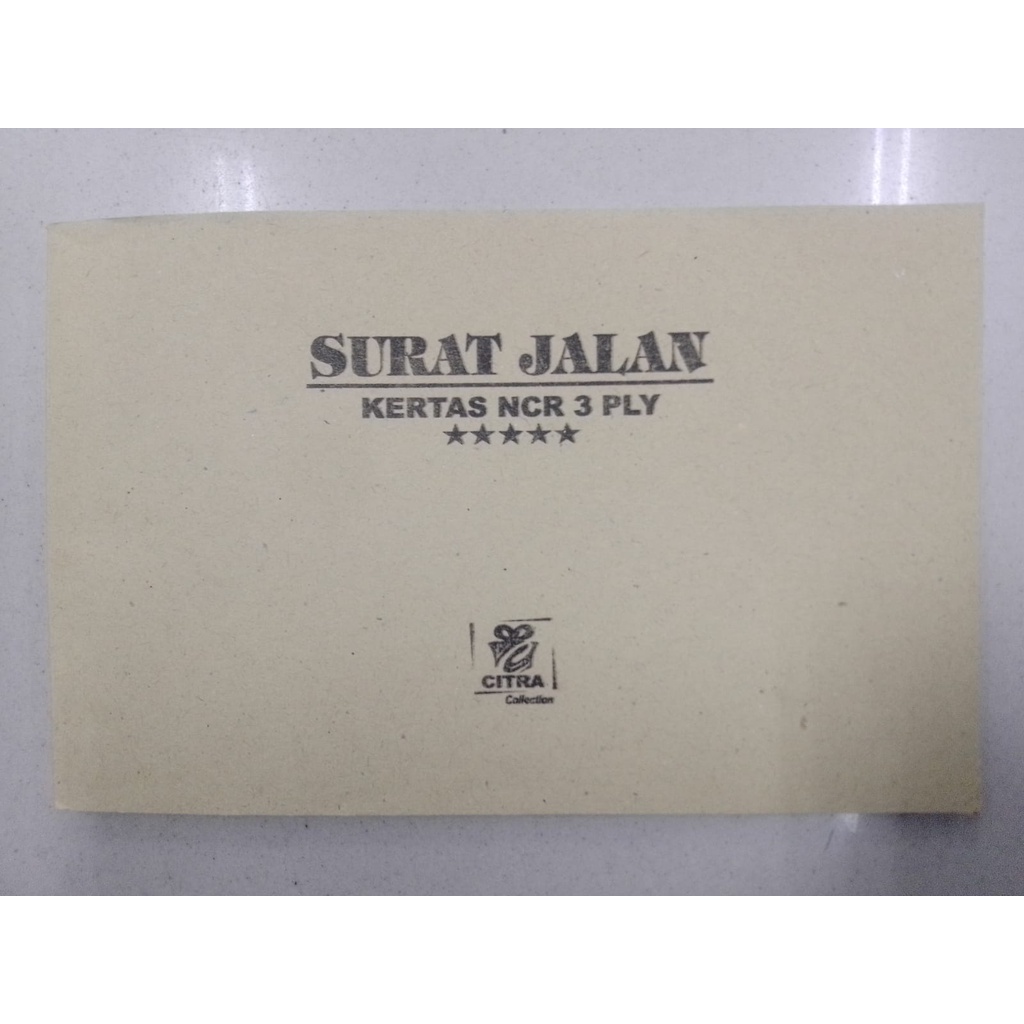 SURAT JALAN
KERTAS NCR 3 PLY
★★★★★
CITRA
Collection